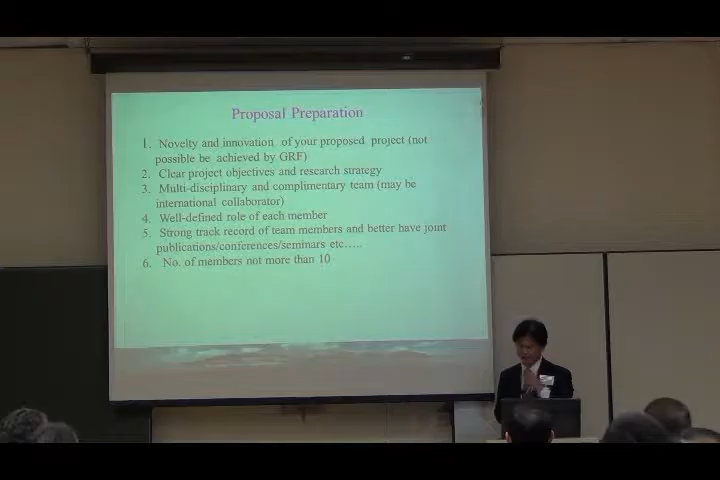 Proposal Preparation
1. Novelty and innovation of your proposed project (not
possible be achieved by GRF)
2. Clear project objectives and research strategy
3. Multi-disciplinary and complimentary team (may be
international collaborator)
4. Well-defined role of each member
5. Strong track record of team members and better have joint
publications/conferences/seminars etc…..
6. No. of members not more than 10